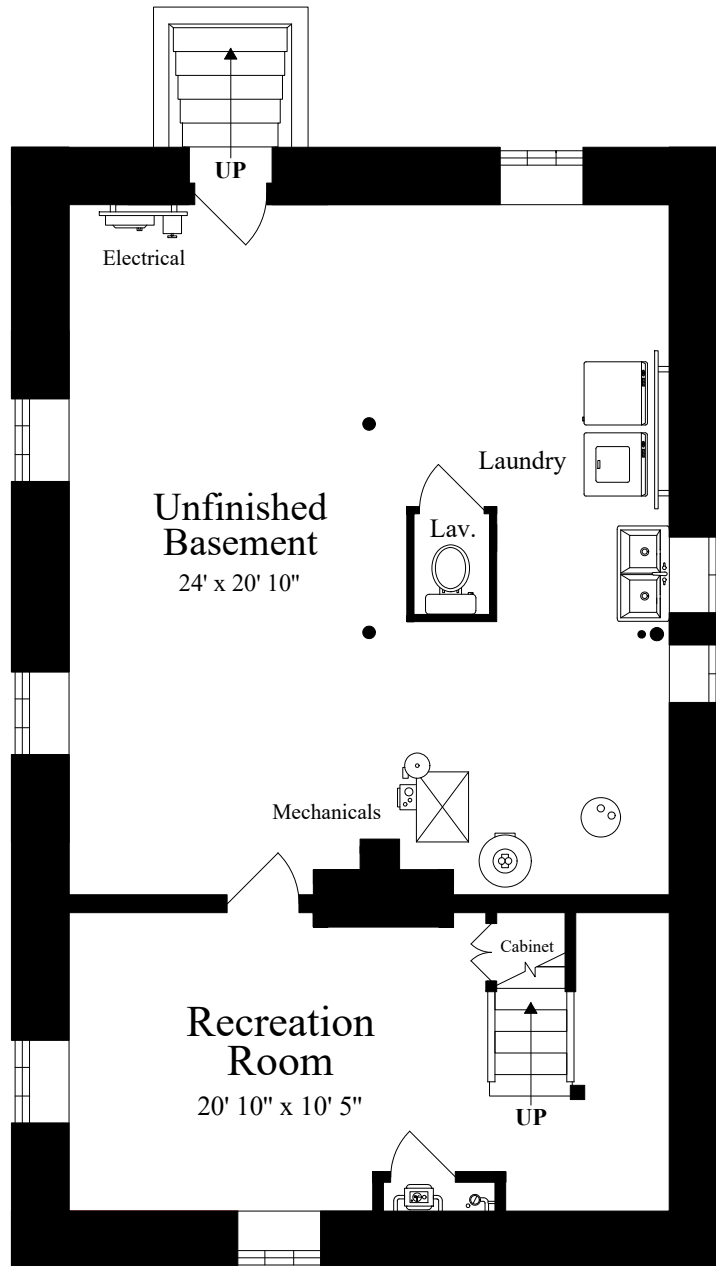 UP
Electrical
Laundry
Unfinished
Basement
24' x 20' 10"
Lav.
Mechanicals
Cabinet
Recreation
Room
20' 10" x 10' 5"
UP